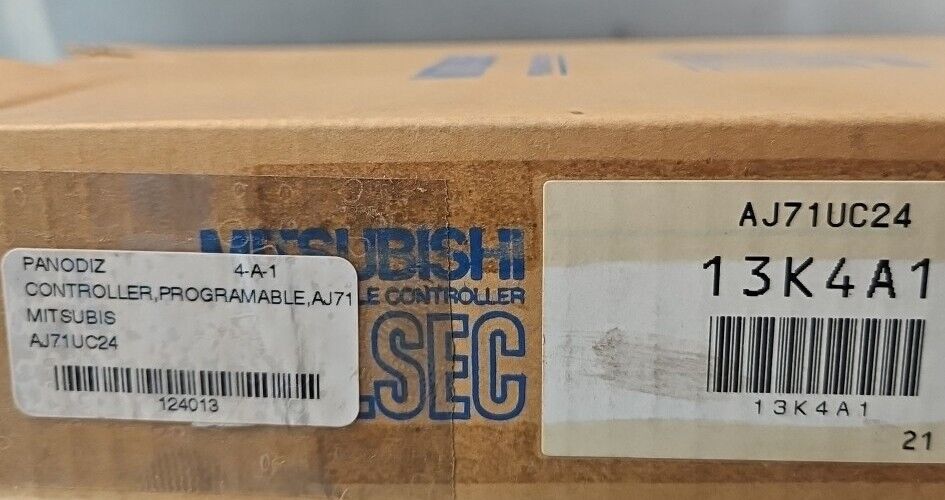 MITSUBISHI
LE CONTROLLER
LSEC
PANODIZ 4-A-1
CONTROLLER,PROGRAMABLE,AJ71
MITSUBIS
AJ71UC24
124013
AJ71UC24
13K4A1
13K4A1
21